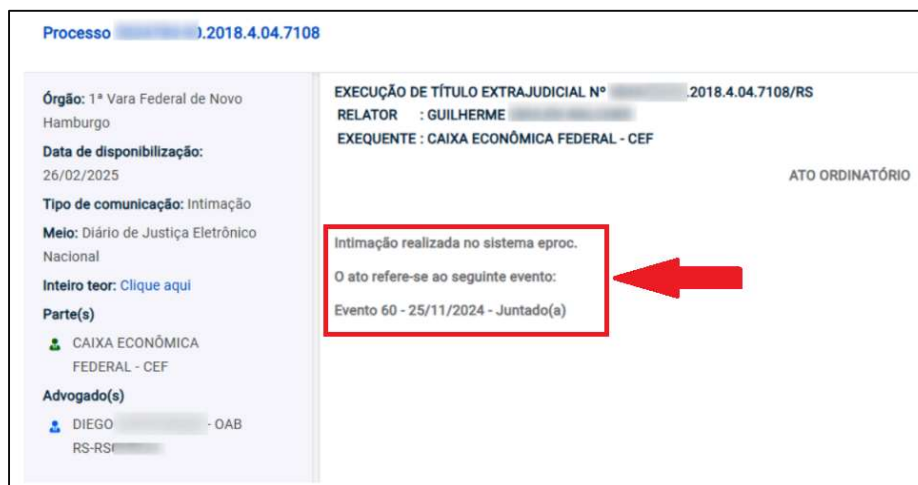 Processo .2018.4.04.7108
Órgão: 1ª Vara Federal de Novo
Hamburgo
Data de disponibilização:
26/02/2025
Tipo de comunicação: Intimação
Meio: Diário de Justiça Eletrônico
Nacional
Inteiro teor: Clique aqui
Parte(s)
CAIXA ECONÔMICA
FEDERAL - CEF
Advogado(s)
DIEGO - OAB
RS-RS
EXECUÇÃO DE TÍTULO EXTRAJUDICIAL Nº .2018.4.04.7108/RS
RELATOR : GUILHERME
EXEQUENTE : CAIXA ECONÔMICA FEDERAL - CEF
ATO ORDINATÓRIO
Intimação realizada no sistema eproc.
O ato refere-se ao seguinte evento:
Evento 60 - 25/11/2024 - Juntado(a)